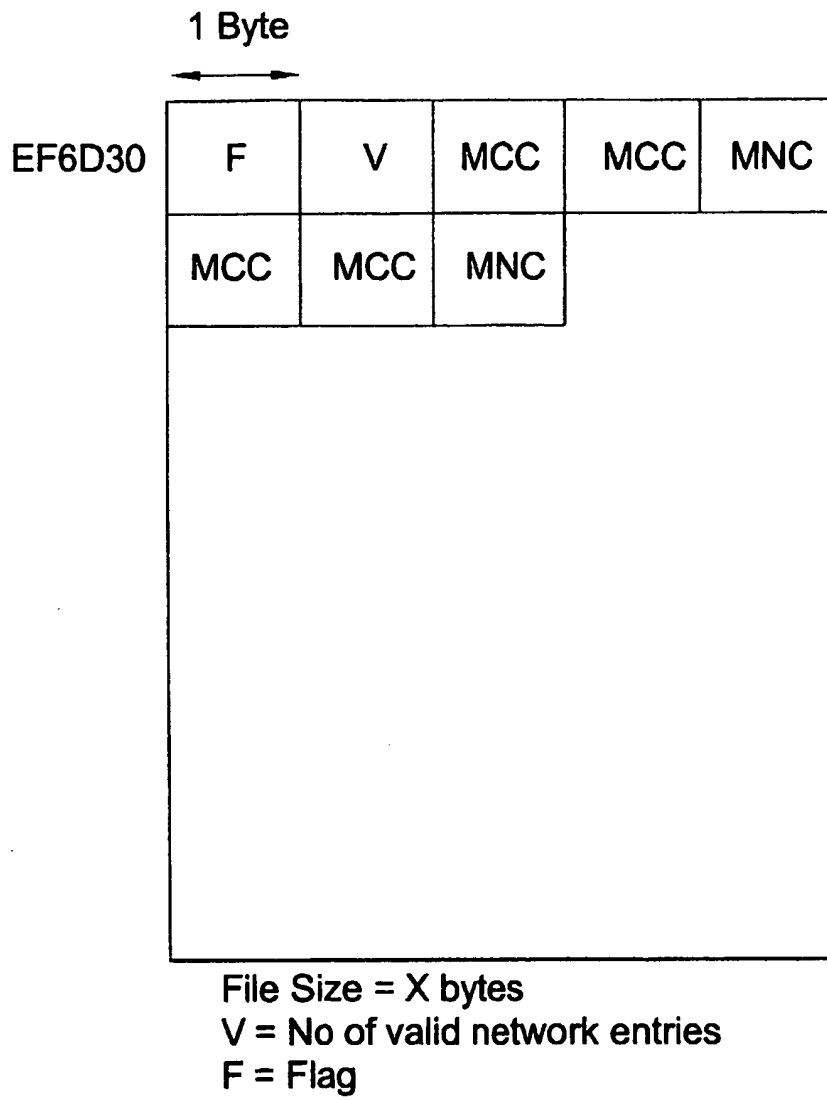 1 Byte
EF6D30 F V MCC MCC MNC
MCC MCC MNC
File Size = X bytes
V = No of valid network entries
F = Flag